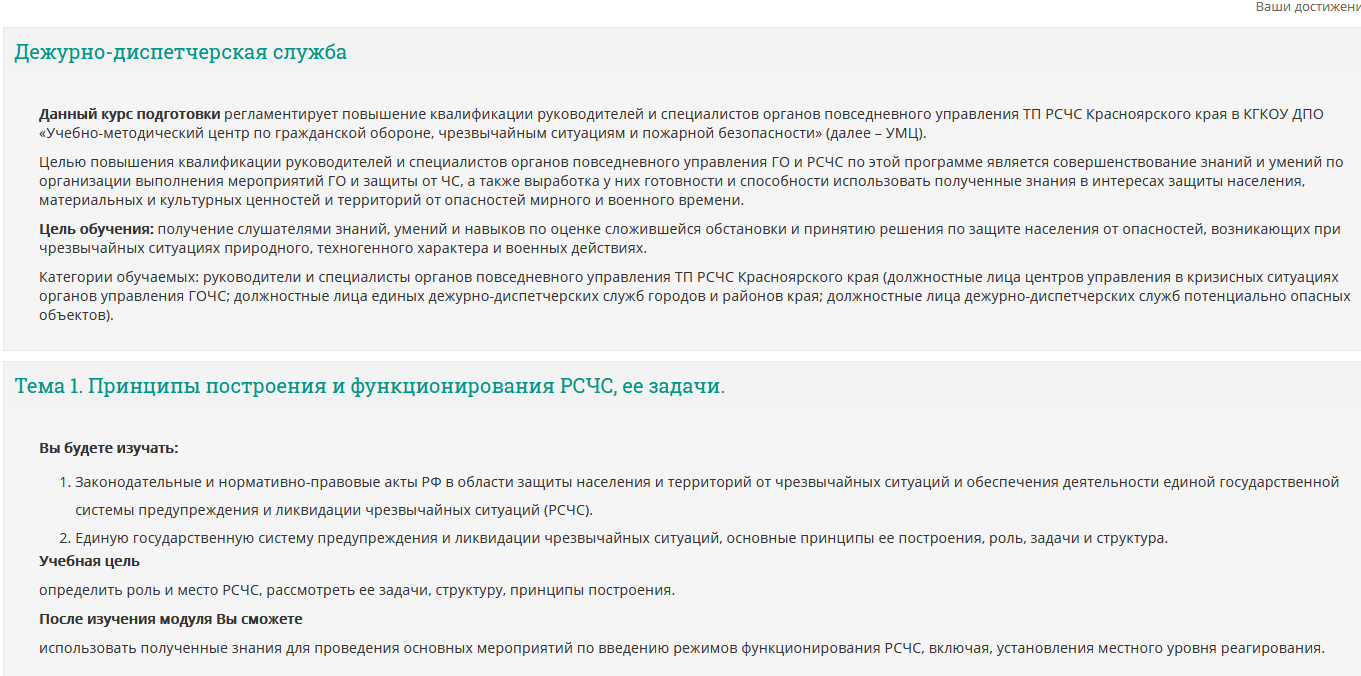 Ваши достижени
Дежурно-диспетчерская служба
Данный курс подготовки регламентирует повышение квалификации руководителей и специалистов органов повседневного управления ТП РСЧС Красноярского края в КГКОУ ДПО
«Учебно-методический центр по гражданской обороне, чрезвычайным ситуациям и пожарной безопасности» (далее – УМЦ).
Целью повышения квалификации руководителей и специалистов органов повседневного управления ГО и РСЧС по этой программе является совершенствование знаний и умений по
организации выполнения мероприятий ГО и защиты от ЧС, а также выработка у них готовности и способности использовать полученные знания в интересах защиты населения,
материальных и культурных ценностей и территорий от опасностей мирного и военного времени.
Цель обучения: получение слушателями знаний, умений и навыков по оценке сложившейся обстановки и принятию решения по защите населения от опасностей, возникающих при
чрезвычайных ситуациях природного, техногенного характера и военных действиях.
Категории обучаемых: руководители и специалисты органов повседневного управления ТП РСЧС Красноярского края (должностные лица центров управления в кризисных ситуациях
органов управления ГОЧС; должностные лица единых дежурно-диспетчерских служб городов и районов края; должностные лица дежурно-диспетчерских служб потенциально опасных
объектов).
Тема 1. Принципы построения и функционирования РСЧС, ее задачи.
Вы будете изучать:
1. Законодательные и нормативно-правовые акты РФ в области защиты населения и территорий от чрезвычайных ситуаций и обеспечения деятельности единой государственной
системы предупреждения и ликвидации чрезвычайных ситуаций (РСЧС).
2. Единую государственную систему предупреждения и ликвидации чрезвычайных ситуаций, основные принципы ее построения, роль, задачи и структура.
Учебная цель
определить роль и место РСЧС, рассмотреть ее задачи, структуру, принципы построения.
После изучения модуля Вы сможете
использовать полученные знания для проведения основных мероприятий по введению режимов функционирования РСЧС, включая, установления местного уровня реагирования.